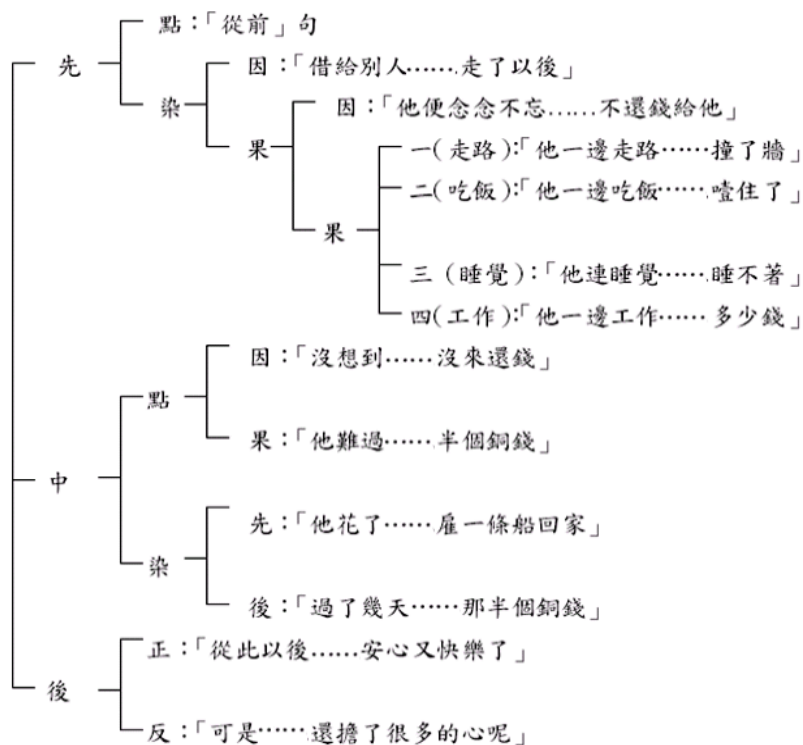 點：「從前」句
先
因：「借給別人……走了以後」
染
因：「他便念念不忘……不還錢給他」
果
一(走路)：「他一邊走路……撞了牆」
二(吃飯)：「他一邊吃飯……噎住了」
果
三（睡覺）：「他連睡覺……睡不著」
四(工作)：「他一邊工作……多少錢」
因：「沒想到……沒來還錢」
點
果：「他難過……半個銅錢」
中
先：「他花了……雇一條船回家」
染
後：「過了幾天……那半個銅錢」
正：「從此以後……安心又快樂了」
後
反：「可是……還擔了很多的心呢」